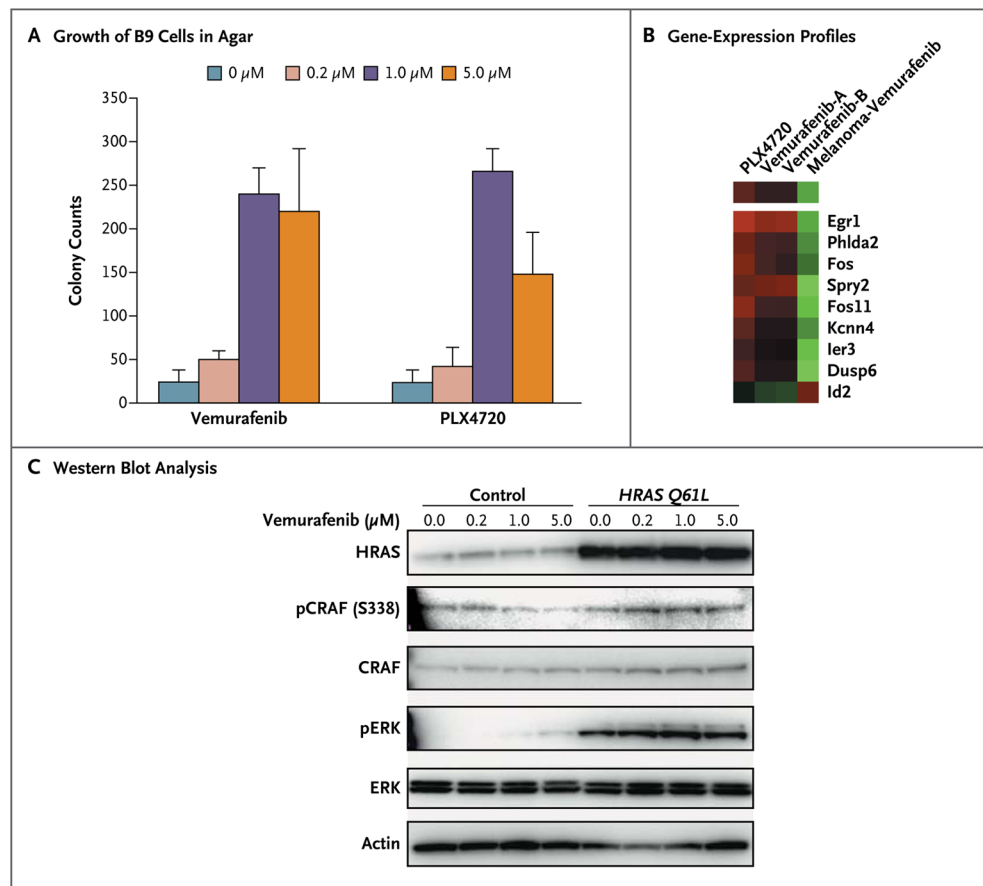 A Growth of B9 Cells in Agar
0 μM 0.2 μM 1.0 μM 5.0 μM
Colony Counts
350
300
250
200
150
100
50
0
Vemurafenib PLX4720
B Gene-Expression Profiles
PLX4720
Vemurafenib-A
Vemurafenib-B
Melanoma-Vemurafenib
Egr1
Phlda2
Fos
Spry2
Fos11
Kcnn4
Ier3
Dusp6
Id2
C Western Blot Analysis
Control HRAS Q61L
Vemurafenib (μM) 0.0 0.2 1.0 5.0 0.0 0.2 1.0 5.0
HRAS
pCRAF (S338)
CRAF
pERK
ERK
Actin